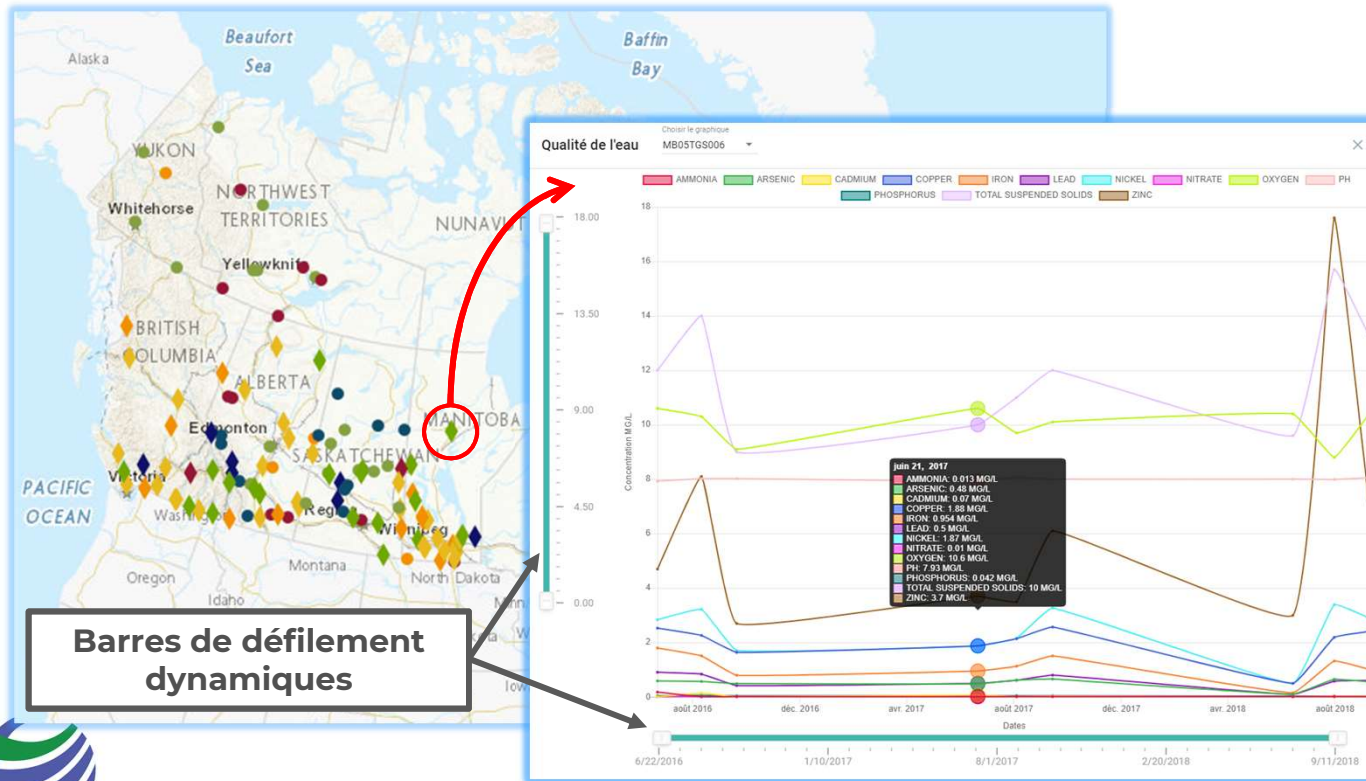 Beaufort
Sea
Baffin
Bay
Alaska
YUKON
NORTHWEST
TERRITORIES
Whitehorse
NUNAVUT
Yellowknife
BRITISH
COLUMBIA
ALBERTA
MANITOBA
Edmonton
SASKATCHEWAN
PACIFIC
OCEAN
Victoria
Washington
Regi
Winnipeg
Oregon
Montana
North Dakota
Idaho
Minn
Barres de défilement
dynamiques
Choisir le graphique
Qualité de l'eau MB05TGS006
AMMONIA ARSENIC CADMIUM COPPER IRON LEAD NICKEL NITRATE OXYGEN PH
PHOSPHORUS TOTAL SUSPENDED SOLIDS ZINC
18.00
13.50
9.00
4.50
0.00
Concentration MG/L
18
16
14
12
10
8
6
4
2
0
juin 21, 2017
AMMONIA: 0.013 MG/L
ARSENIC: 0.48 MG/L
CADMIUM: 0.07 MG/L
COPPER: 1.88 MG/L
IRON: 0.954 MG/L
LEAD: 0.5 MG/L
NICKEL: 1.87 MG/L
NITRATE: 0.01 MG/L
OXYGEN: 10.6 MG/L
PH: 7.93 MG/L
PHOSPHORUS: 0.042 MG/L
TOTAL SUSPENDED SOLIDS: 10 MG/L
ZINC: 3.7 MG/L
août 2016 déc. 2016 avr. 2017 août 2017 déc. 2017 avr. 2018 août 2018
Dates
6/22/2016 1/10/2017 8/1/2017 2/20/2018 9/11/2018